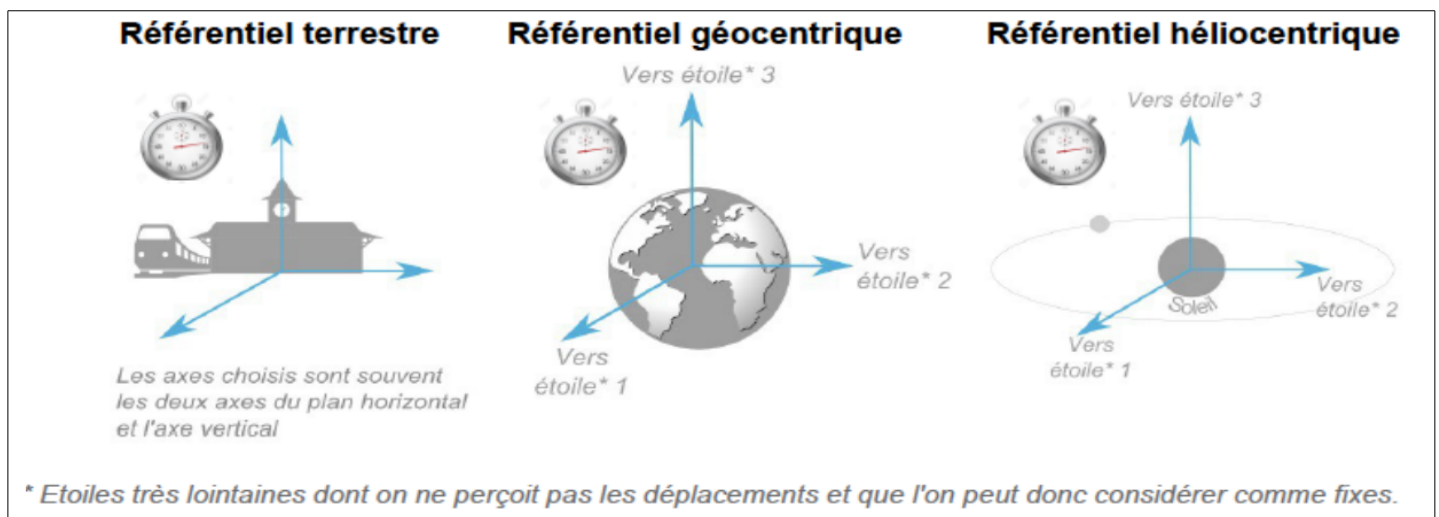 Référentiel terrestre
Vers étoile* 3
Les axes choisis sont souvent
les deux axes du plan horizontal
et l'axe vertical
Référentiel géocentrique
Vers étoile* 3
Vers
étoile* 2
Vers
étoile* 1
Référentiel héliocentrique
Vers étoile* 3
Vers
étoile* 2
Soleil
Vers
étoile* 1
* Etoiles très lointaines dont on ne perçoit pas les déplacements et que l'on peut donc considérer comme fixes.